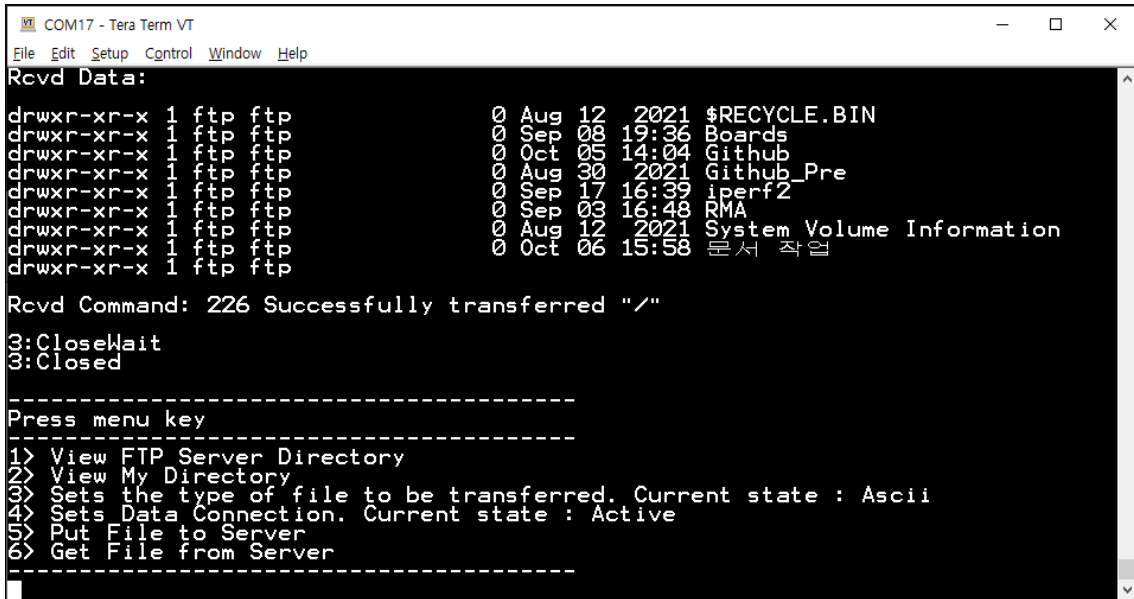 COM17 - Tera Term VT
File Edit Setup Control Window Help
Rcvd Data:
drwxr-xr-x 1 ftp ftp 0 Aug 12 2021 $RECYCLE.BIN
drwxr-xr-x 1 ftp ftp 0 Sep 08 19:36 Boards
drwxr-xr-x 1 ftp ftp 0 Oct 05 14:04 Github
drwxr-xr-x 1 ftp ftp 0 Aug 30 2021 Github_Pre
drwxr-xr-x 1 ftp ftp 0 Sep 17 16:39 iperf2
drwxr-xr-x 1 ftp ftp 0 Sep 03 16:48 RMA
drwxr-xr-x 1 ftp ftp 0 Aug 12 2021 System Volume Information
drwxr-xr-x 1 ftp ftp 0 Oct 06 15:58 문서 작업
drwxr-xr-x 1 ftp ftp
Rcvd Command: 226 Successfully transferred "/"
3:CloseWait
3:Closed
----------------------------------------
Press menu key
----------------------------------------
1> View FTP Server Directory
2> View My Directory
3> Sets the type of file to be transferred. Current state : Ascii
4> Sets Data Connection. Current state : Active
5> Put File to Server
6> Get File from Server
----------------------------------------